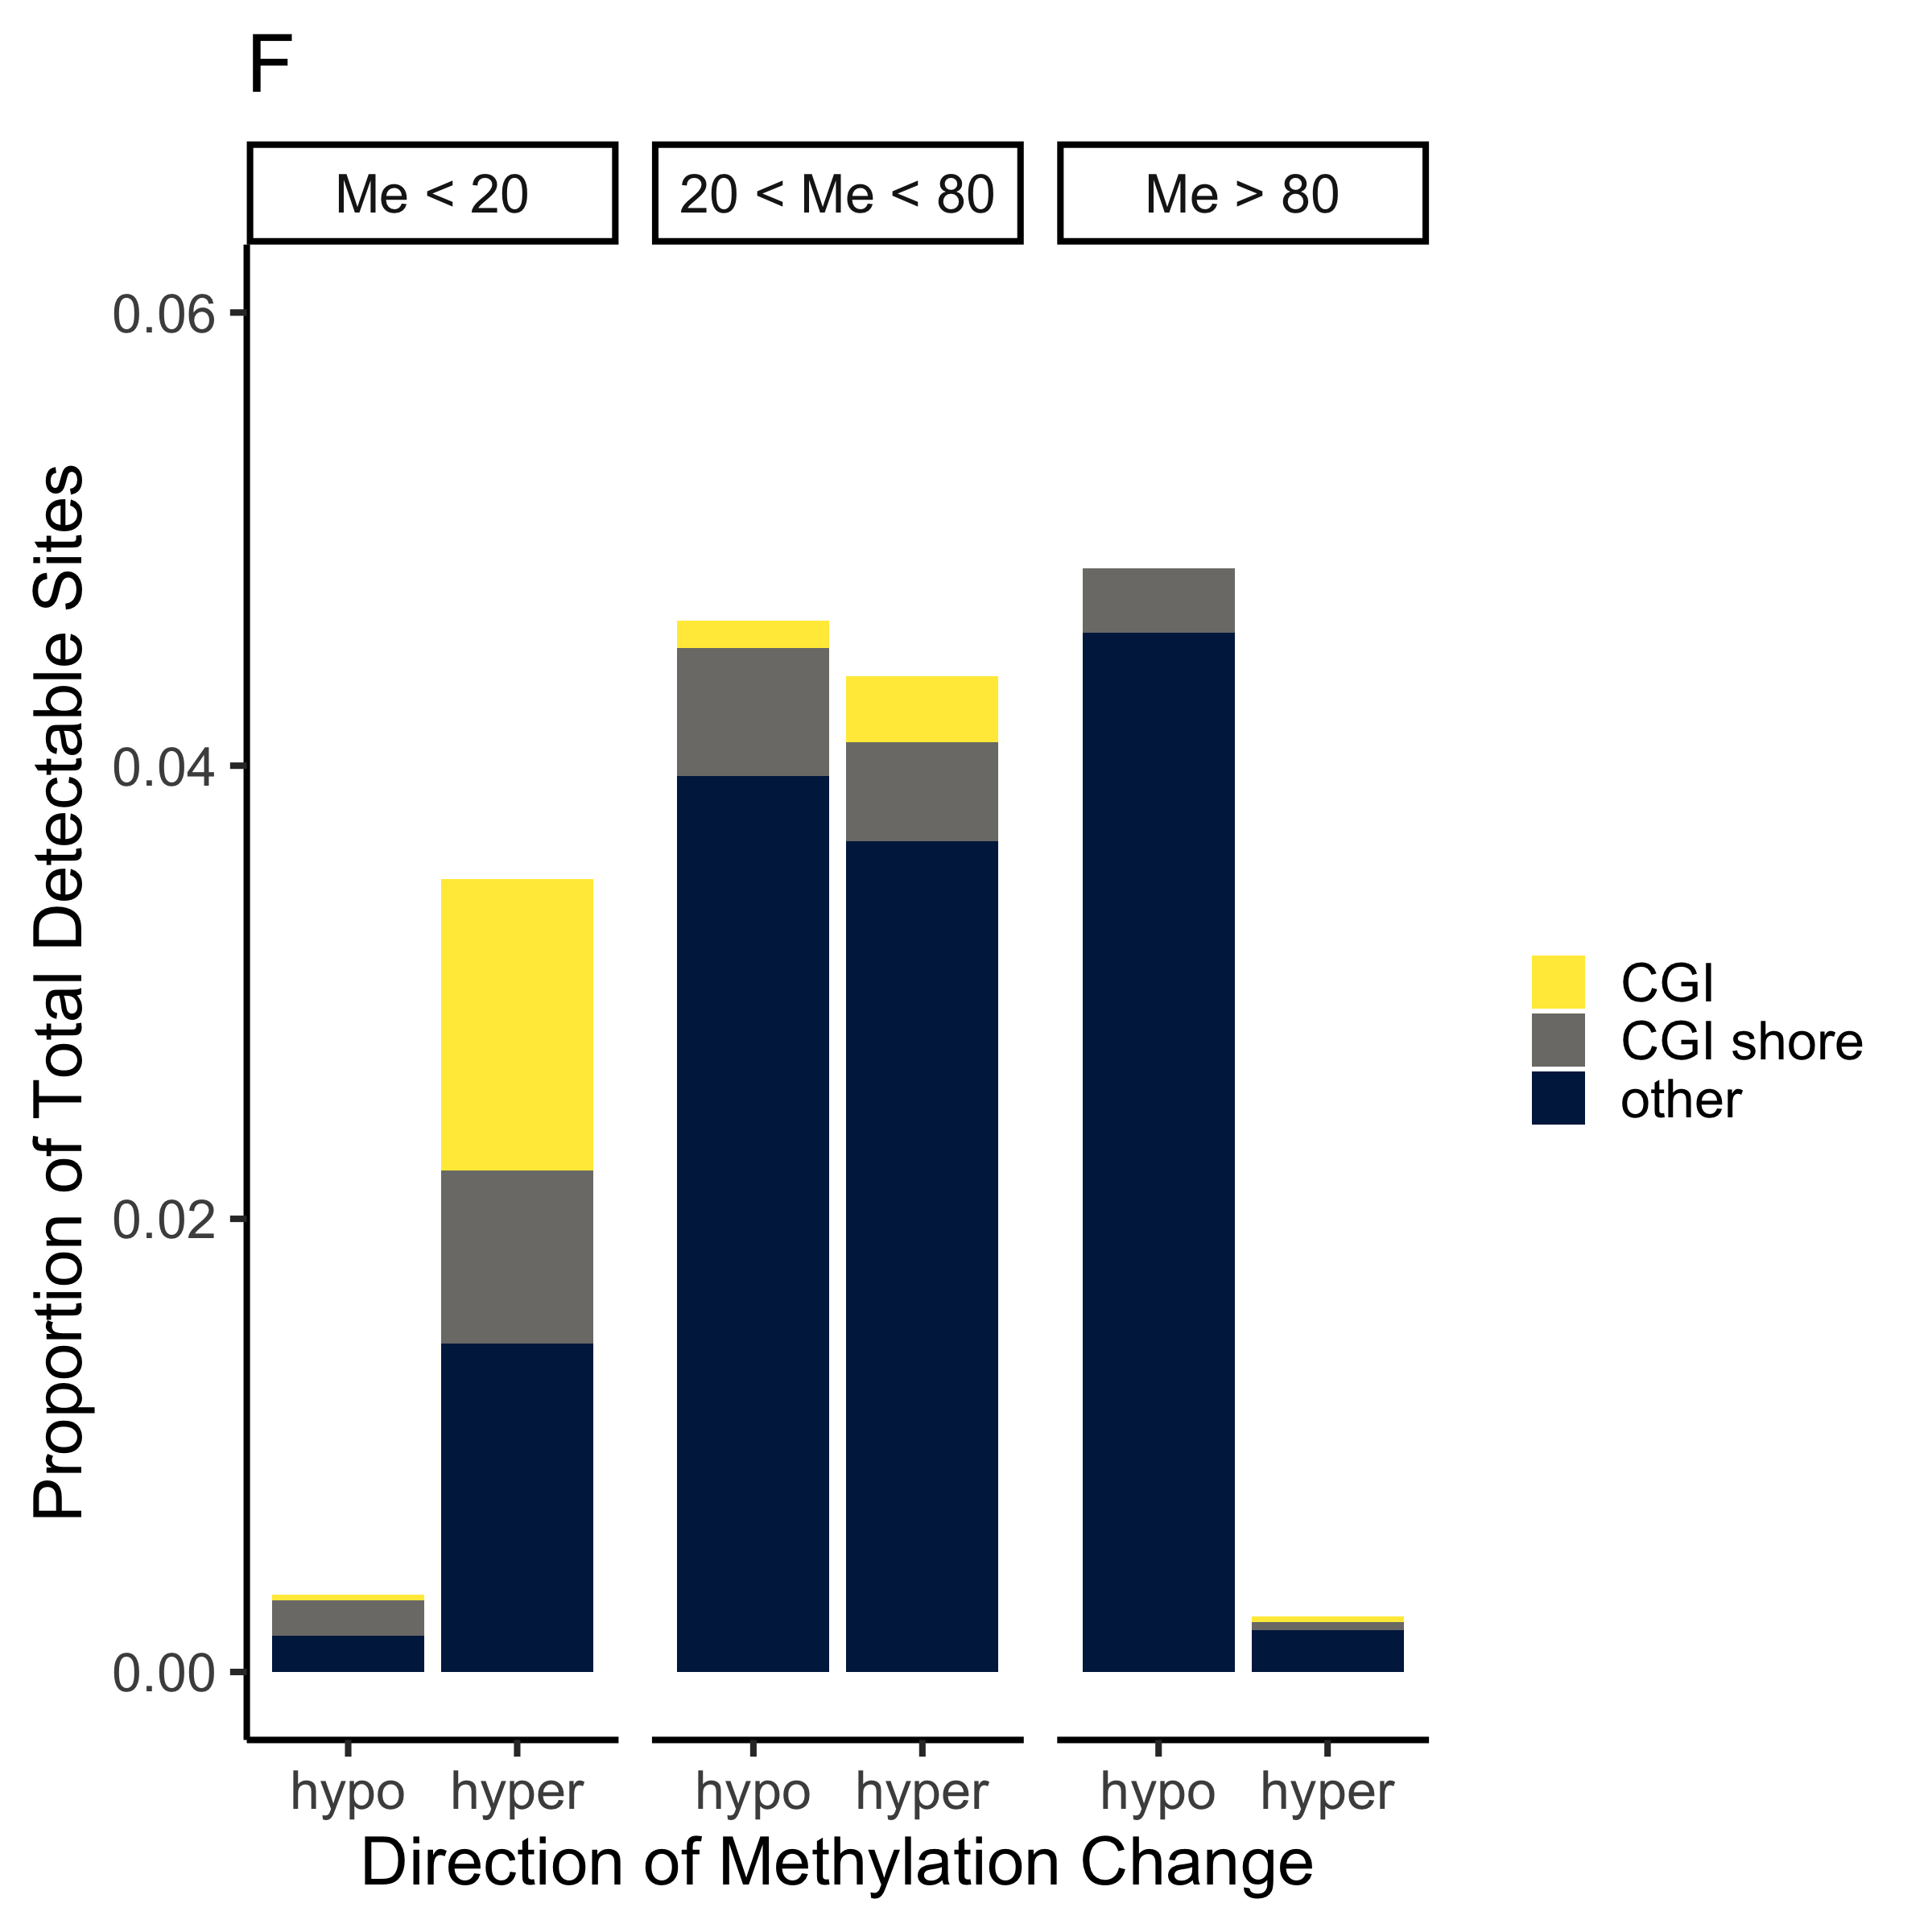 F
Me < 20
20 < Me < 80
Me > 80
Proportion of Total Detectable Sites
0.06
0.04
0.02
0.00
CGI
CGI shore
other
hypo hyper hypo hyper hypo hyper
Direction of Methylation Change